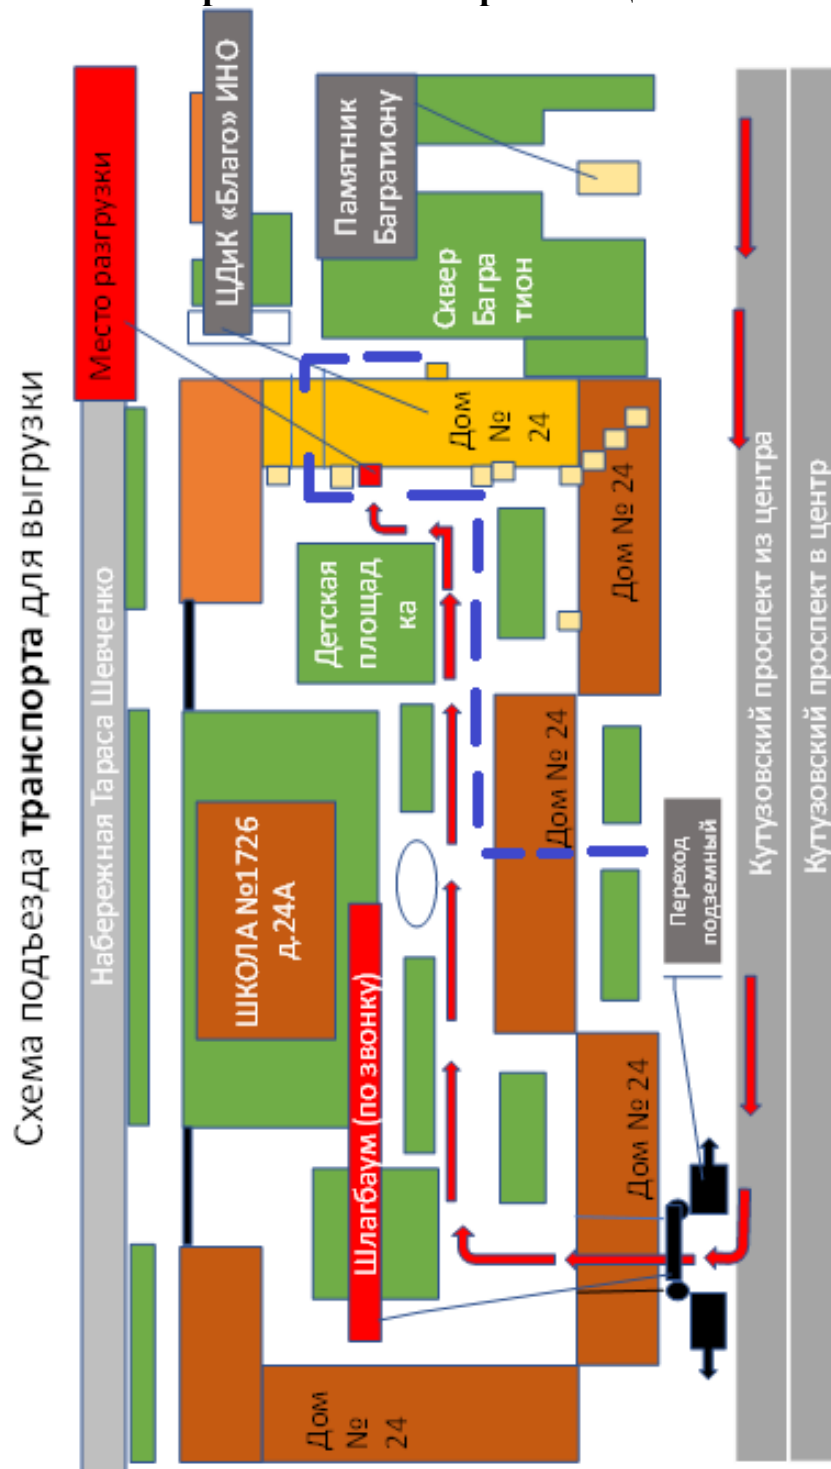 Схема подъезда транспорта для выгрузки
Набережная Тараса Шевченко
Место разгрузки
ЦДиК «Благо» ИНО
Памятник
Багратиону
Сквер
Багра
тион
Дом
№
24
Дом № 24
Детская
площад
ка
ШКОЛА №1726
д.24А
Дом № 24
Шлагбаум (по звонку)
Дом № 24
Дом
№
24
Переход
подземный
Кутузовский проспект из центра
Кутузовский проспект в центр